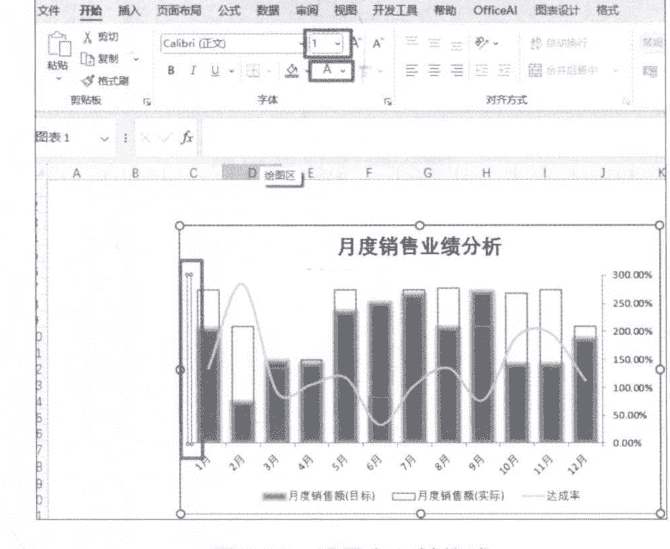 文件 开始 插入 页面布局 公式 数据 审阅 视图 开发工具 帮助 OfficeAI 图表设计 格式
剪切
复制
格式刷
粘贴
剪贴板
Calibri (正文) 1 A A
B I U A
字体
自动换行
合并后居中
对齐方式
常规
图表 1 fx
A B C D E F G H I J K
绘图区
月度销售业绩分析
300.00%
250.00%
200.00%
150.00%
100.00%
50.00%
0.00%
1月 2月 3月 4月 5月 6月 7月 8月 9月 10月 11月 12月
月度销售额(目标) 月度销售额(实际) 达成率